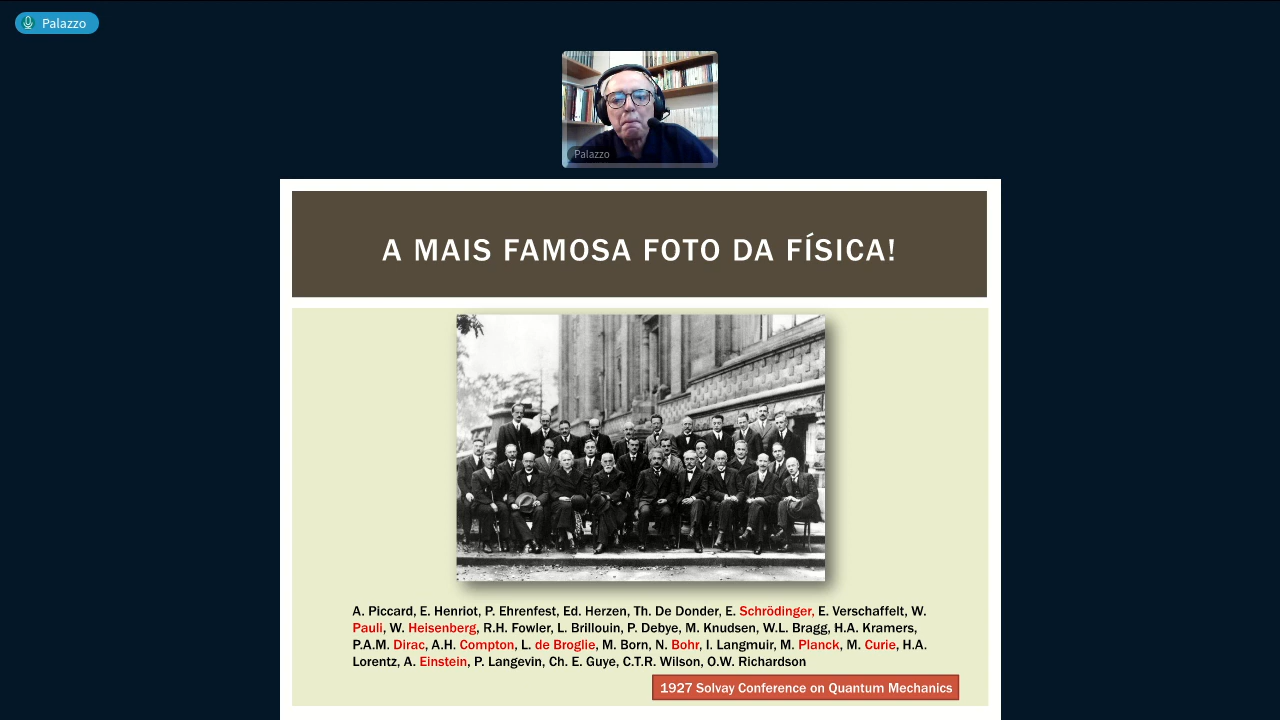 Palazzo
Palazzo
A MAIS FAMOSA FOTO DA FÍSICA!
A. Piccard, E. Henriot, P. Ehrenfest, Ed. Herzen, Th. De Donder, E. Schrödinger, E. Verschaffelt, W.
Pauli, W. Heisenberg, R.H. Fowler, L. Brillouin, P. Debye, M. Knudsen, W.L. Bragg, H.A. Kramers,
P.A.M. Dirac, A.H. Compton, L. de Broglie, M. Born, N. Bohr, I. Langmuir, M. Planck, M. Curie, H.A.
Lorentz, A. Einstein, P. Langevin, Ch. E. Guye, C.T.R. Wilson, O.W. Richardson
1927 Solvay Conference on Quantum Mechanics